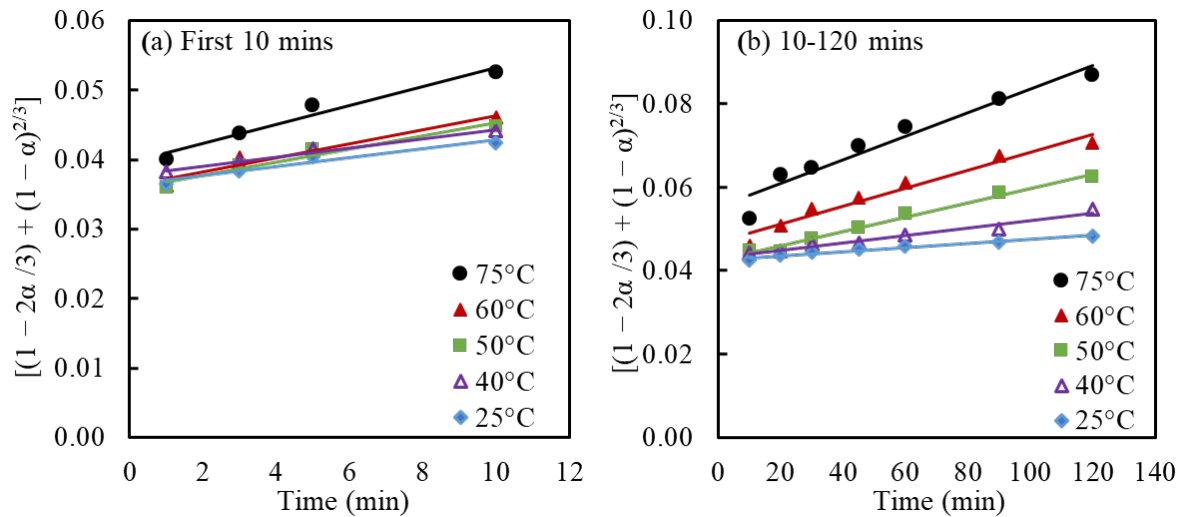 (a) First 10 mins
[(1 − 2α /3) + (1 − α)^2/3]
0.06
0.05
0.04
0.03
0.02
0.01
0.00
75°C
60°C
50°C
40°C
25°C
0 2 4 6 8 10 12
Time (min)
(b) 10-120 mins
[(1 − 2α /3) + (1 − α)^2/3]
0.10
0.08
0.06
0.04
0.02
0.00
75°C
60°C
50°C
40°C
25°C
0 20 40 60 80 100 120 140
Time (min)